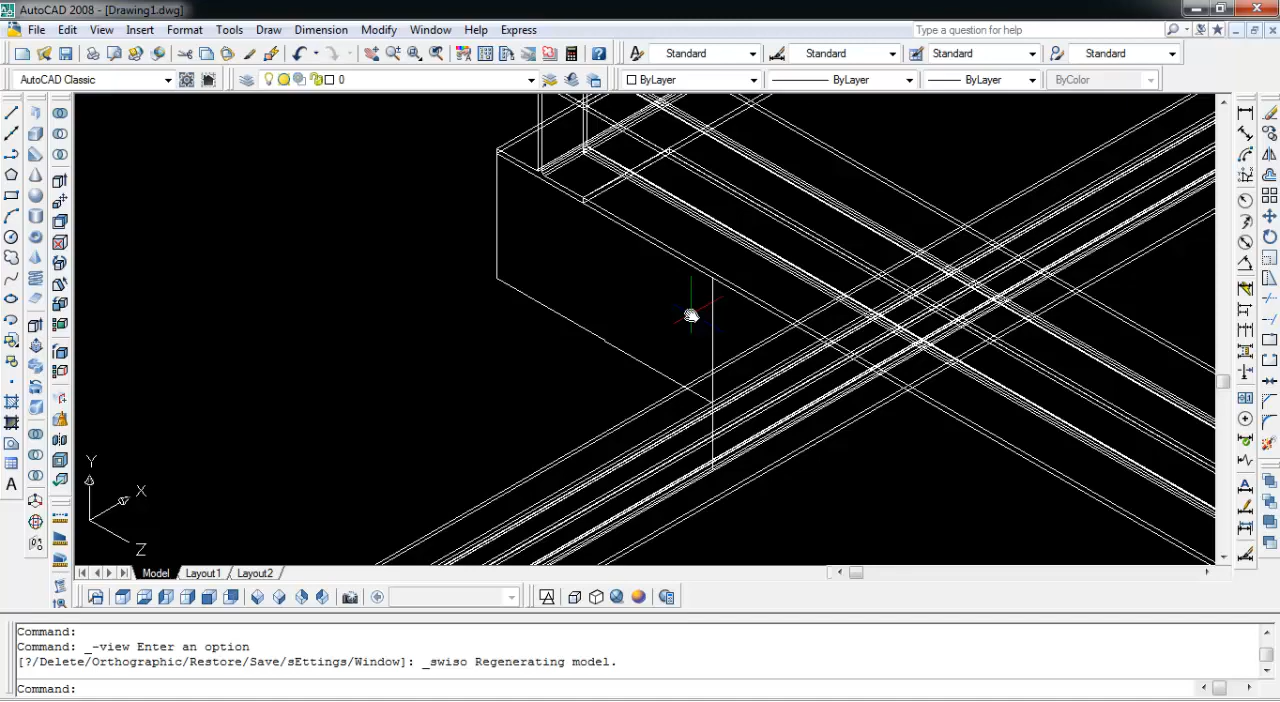 AutoCAD 2008 - [Drawing1.dwg]
File Edit View Insert Format Tools Draw Dimension Modify Window Help Express Type a question for help
Standard Standard Standard Standard
AutoCAD Classic 0 ByLayer ByLayer ByLayer ByColor
Y
X
Z
A
A
Model Layout1 Layout2
Command:
Command: _-view Enter an option
[?/Delete/Orthographic/Restore/Save/sEttings/Window]: _swiso Regenerating model.
Command: